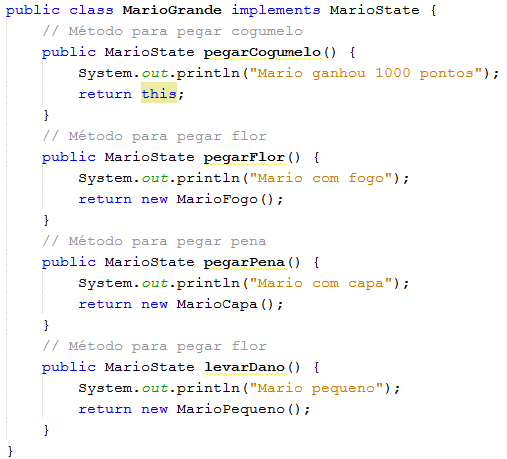 public class MarioGrande implements MarioState {
    // Método para pegar cogumelo
    public MarioState pegarCogumelo() {
        System.out.println("Mario ganhou 1000 pontos");
        return this;
    }
    // Método para pegar flor
    public MarioState pegarFlor() {
        System.out.println("Mario com fogo");
        return new MarioFogo();
    }
    // Método para pegar pena
    public MarioState pegarPena() {
        System.out.println("Mario com capa");
        return new MarioCapa();
    }
    // Método para pegar flor
    public MarioState levarDano() {
        System.out.println("Mario pequeno");
        return new MarioPequeno();
    }
}